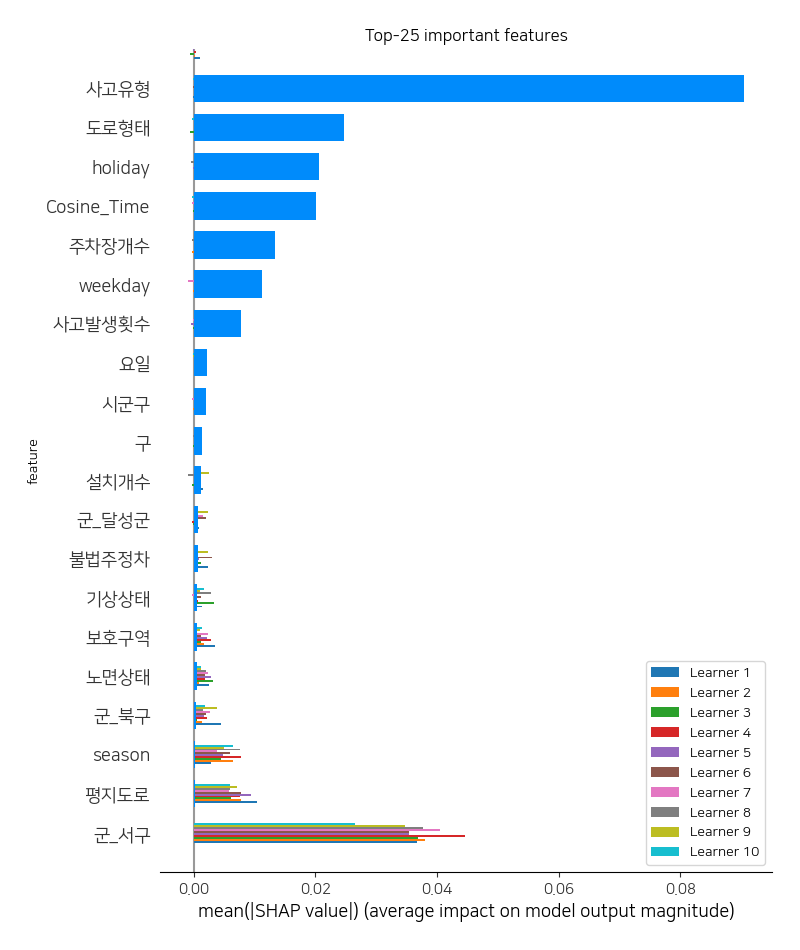 Top-25 important features
사고유형
도로형태
holiday
Cosine_Time
주차장개수
weekday
사고발생횟수
요일
시군구
구
설치개수
군_달성군
불법주정차
기상상태
보호구역
노면상태
군_북구
season
평지도로
군_서구
feature
Learner 1
Learner 2
Learner 3
Learner 4
Learner 5
Learner 6
Learner 7
Learner 8
Learner 9
Learner 10
0.00 0.02 0.04 0.06 0.08
mean(|SHAP value|) (average impact on model output magnitude)